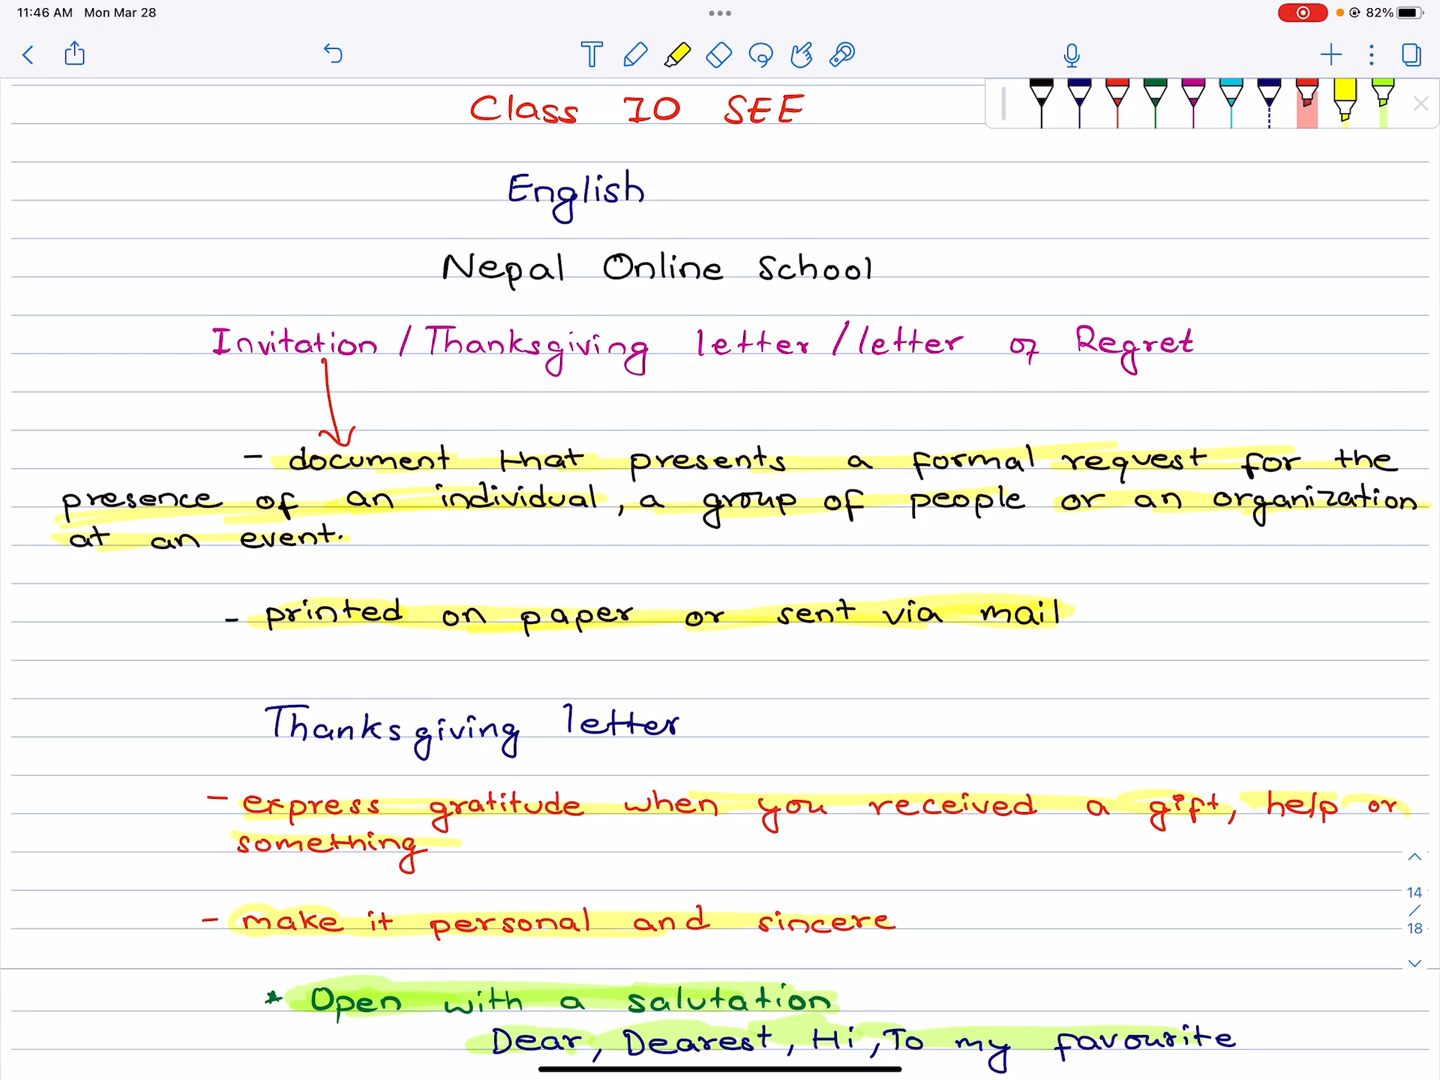 11:46 AM Mon Mar 28
82%
Class 10 SEE
English
Nepal Online School
Invitation / Thanksgiving letter / letter of Regret
- document that presents a formal request for the
presence of an individual, a group of people or an organization
at an event.
- printed on paper or sent via mail
Thanksgiving letter
- express gratitude when you received a gift, help or
something
- make it personal and sincere
14
/
18
* Open with a salutation
Dear, Dearest, Hi, To my favourite